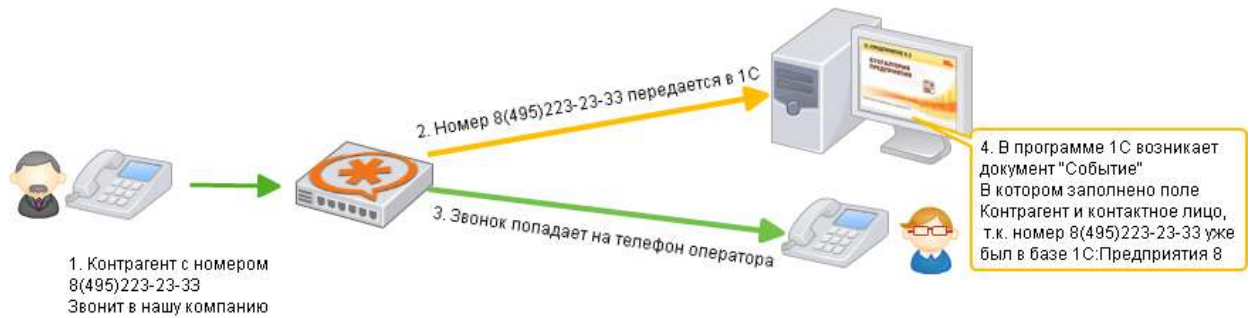 2. Номер 8(495)223-23-33 передается в 1С
БУХГАЛТЕРИЯ
ПРЕДПРИЯТИЯ
3. Звонок попадает на телефон оператора
4. В программе 1С возникает
документ "Событие"
В котором заполнено поле
Контрагент и контактное лицо,
т.к. номер 8(495)223-23-33 уже
был в базе 1С:Предприятия 8
1. Контрагент с номером
8(495)223-23-33
Звонит в нашу компанию